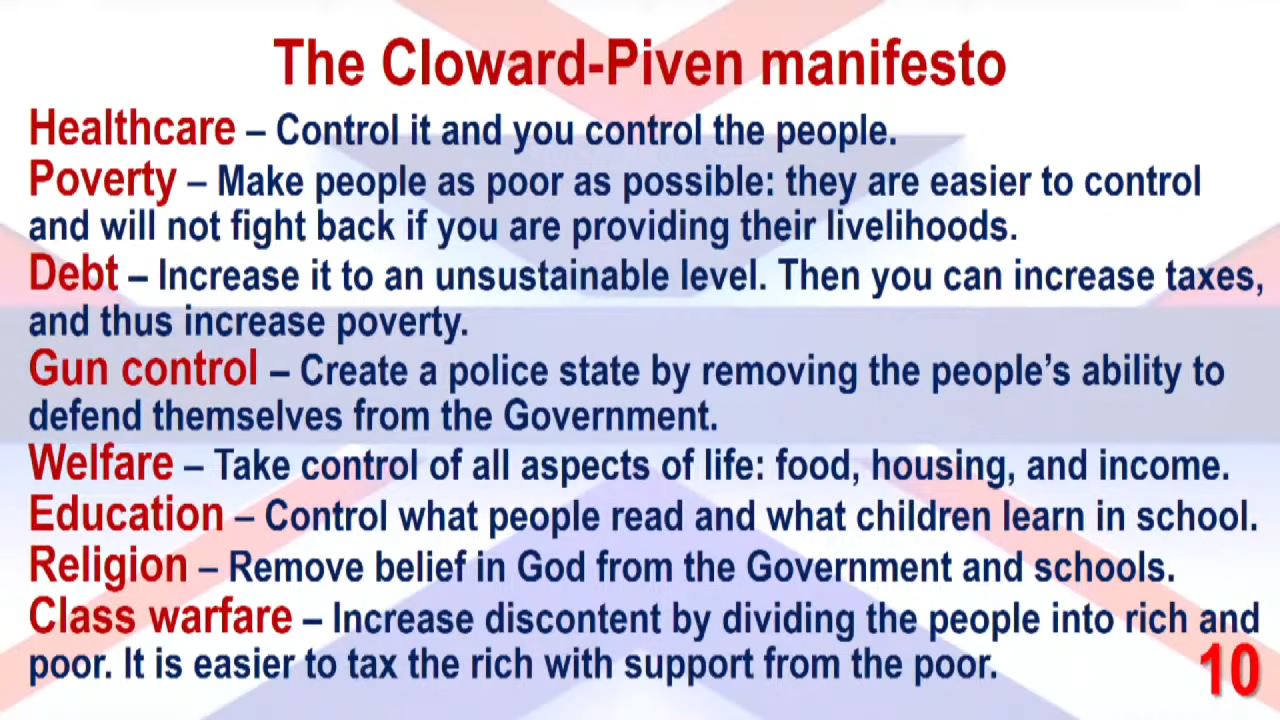 The Cloward-Piven manifesto
Healthcare – Control it and you control the people.
Poverty – Make people as poor as possible: they are easier to control
and will not fight back if you are providing their livelihoods.
Debt – Increase it to an unsustainable level. Then you can increase taxes,
and thus increase poverty.
Gun control – Create a police state by removing the people’s ability to
defend themselves from the Government.
Welfare – Take control of all aspects of life: food, housing, and income.
Education – Control what people read and what children learn in school.
Religion – Remove belief in God from the Government and schools.
Class warfare – Increase discontent by dividing the people into rich and
poor. It is easier to tax the rich with support from the poor.
10